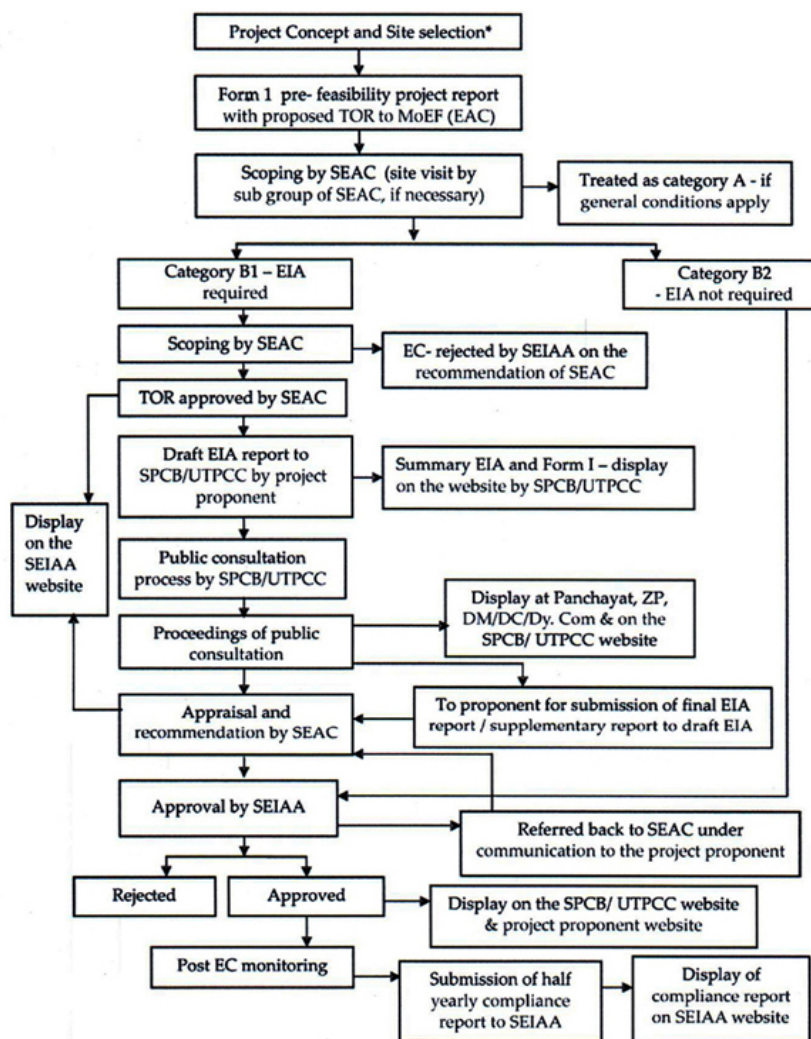 Project Concept and Site selection*
Form 1 pre- feasibility project report
with proposed TOR to MoEF (EAC)
Scoping by SEAC (site visit by
sub group of SEAC, if necessary)
Treated as category A - if
general conditions apply
Category B1 – EIA
required
Category B2
- EIA not required
Scoping by SEAC
EC- rejected by SEIAA on the
recommendation of SEAC
TOR approved by SEAC
Draft EIA report to
SPCB/UTPCC by project
proponent
Summary EIA and Form I – display
on the website by SPCB/UTPCC
Display
on the
SEIAA
website
Public consultation
process by SPCB/UTPCC
Display at Panchayat, ZP,
DM/DC/Dy. Com & on the
SPCB/ UTPCC website
Proceedings of public
consultation
To proponent for submission of final EIA
report / supplementary report to draft EIA
Appraisal and
recommendation by SEAC
Approval by SEIAA
Referred back to SEAC under
communication to the project proponent
Rejected
Approved
Display on the SPCB/ UTPCC website
& project proponent website
Post EC monitoring
Submission of half
yearly compliance
report to SEIAA
Display of
compliance report
on SEIAA website